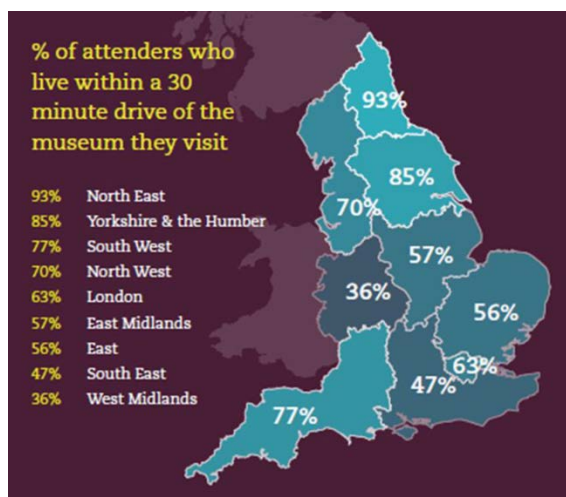 % of attenders who
live within a 30
minute drive of the
museum they visit
93% North East
85% Yorkshire & the Humber
77% South West
70% North West
63% London
57% East Midlands
56% East
47% South East
36% West Midlands
93%
85%
70%
57%
36%
56%
63%
47%
77%